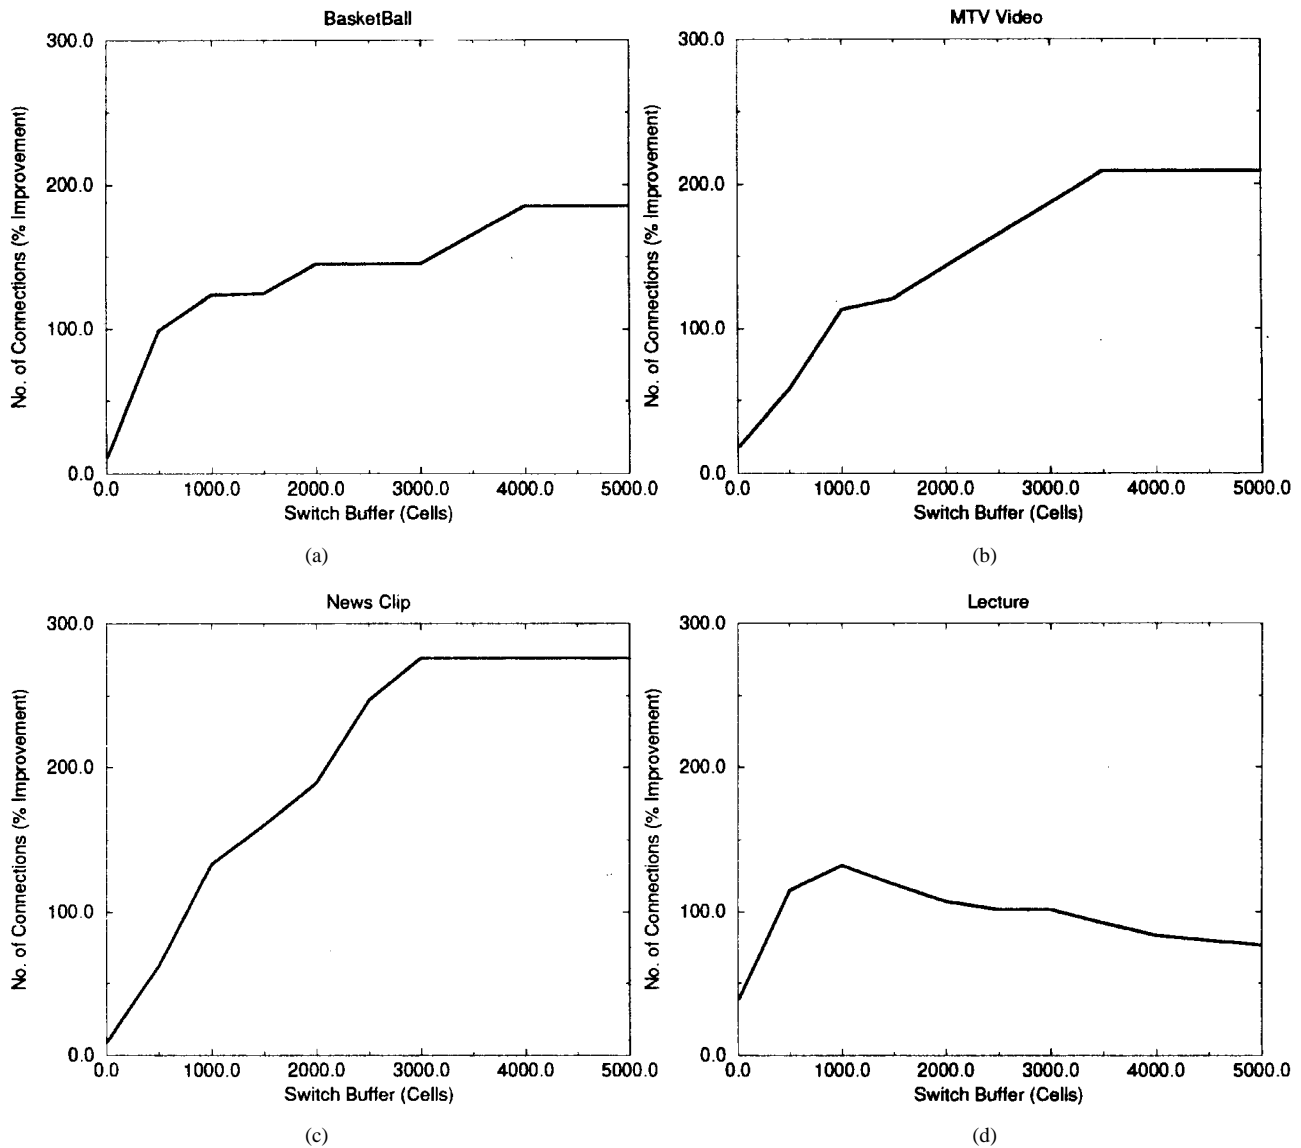 BasketBall
300.0
200.0
100.0
0.0
No. of Connections (% Improvement)
0.0 1000.0 2000.0 3000.0 4000.0 5000.0
Switch Buffer (Cells)
(a)
MTV Video
300.0
200.0
100.0
0.0
No. of Connections (% Improvement)
0.0 1000.0 2000.0 3000.0 4000.0 5000.0
Switch Buffer (Cells)
(b)
News Clip
300.0
200.0
100.0
0.0
No. of Connections (% Improvement)
0.0 1000.0 2000.0 3000.0 4000.0 5000.0
Switch Buffer (Cells)
(c)
Lecture
300.0
200.0
100.0
0.0
No. of Connections (% Improvement)
0.0 1000.0 2000.0 3000.0 4000.0 5000.0
Switch Buffer (Cells)
(d)